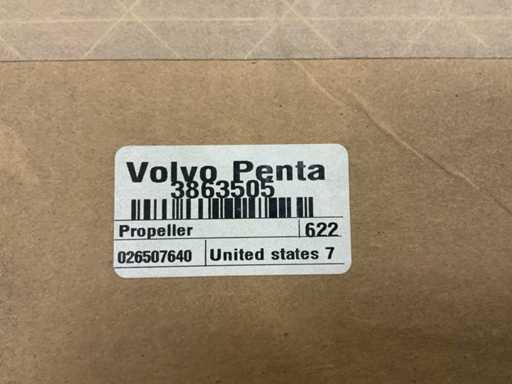 Volvo Penta
3863505
Propeller 622
026507640 United states 7